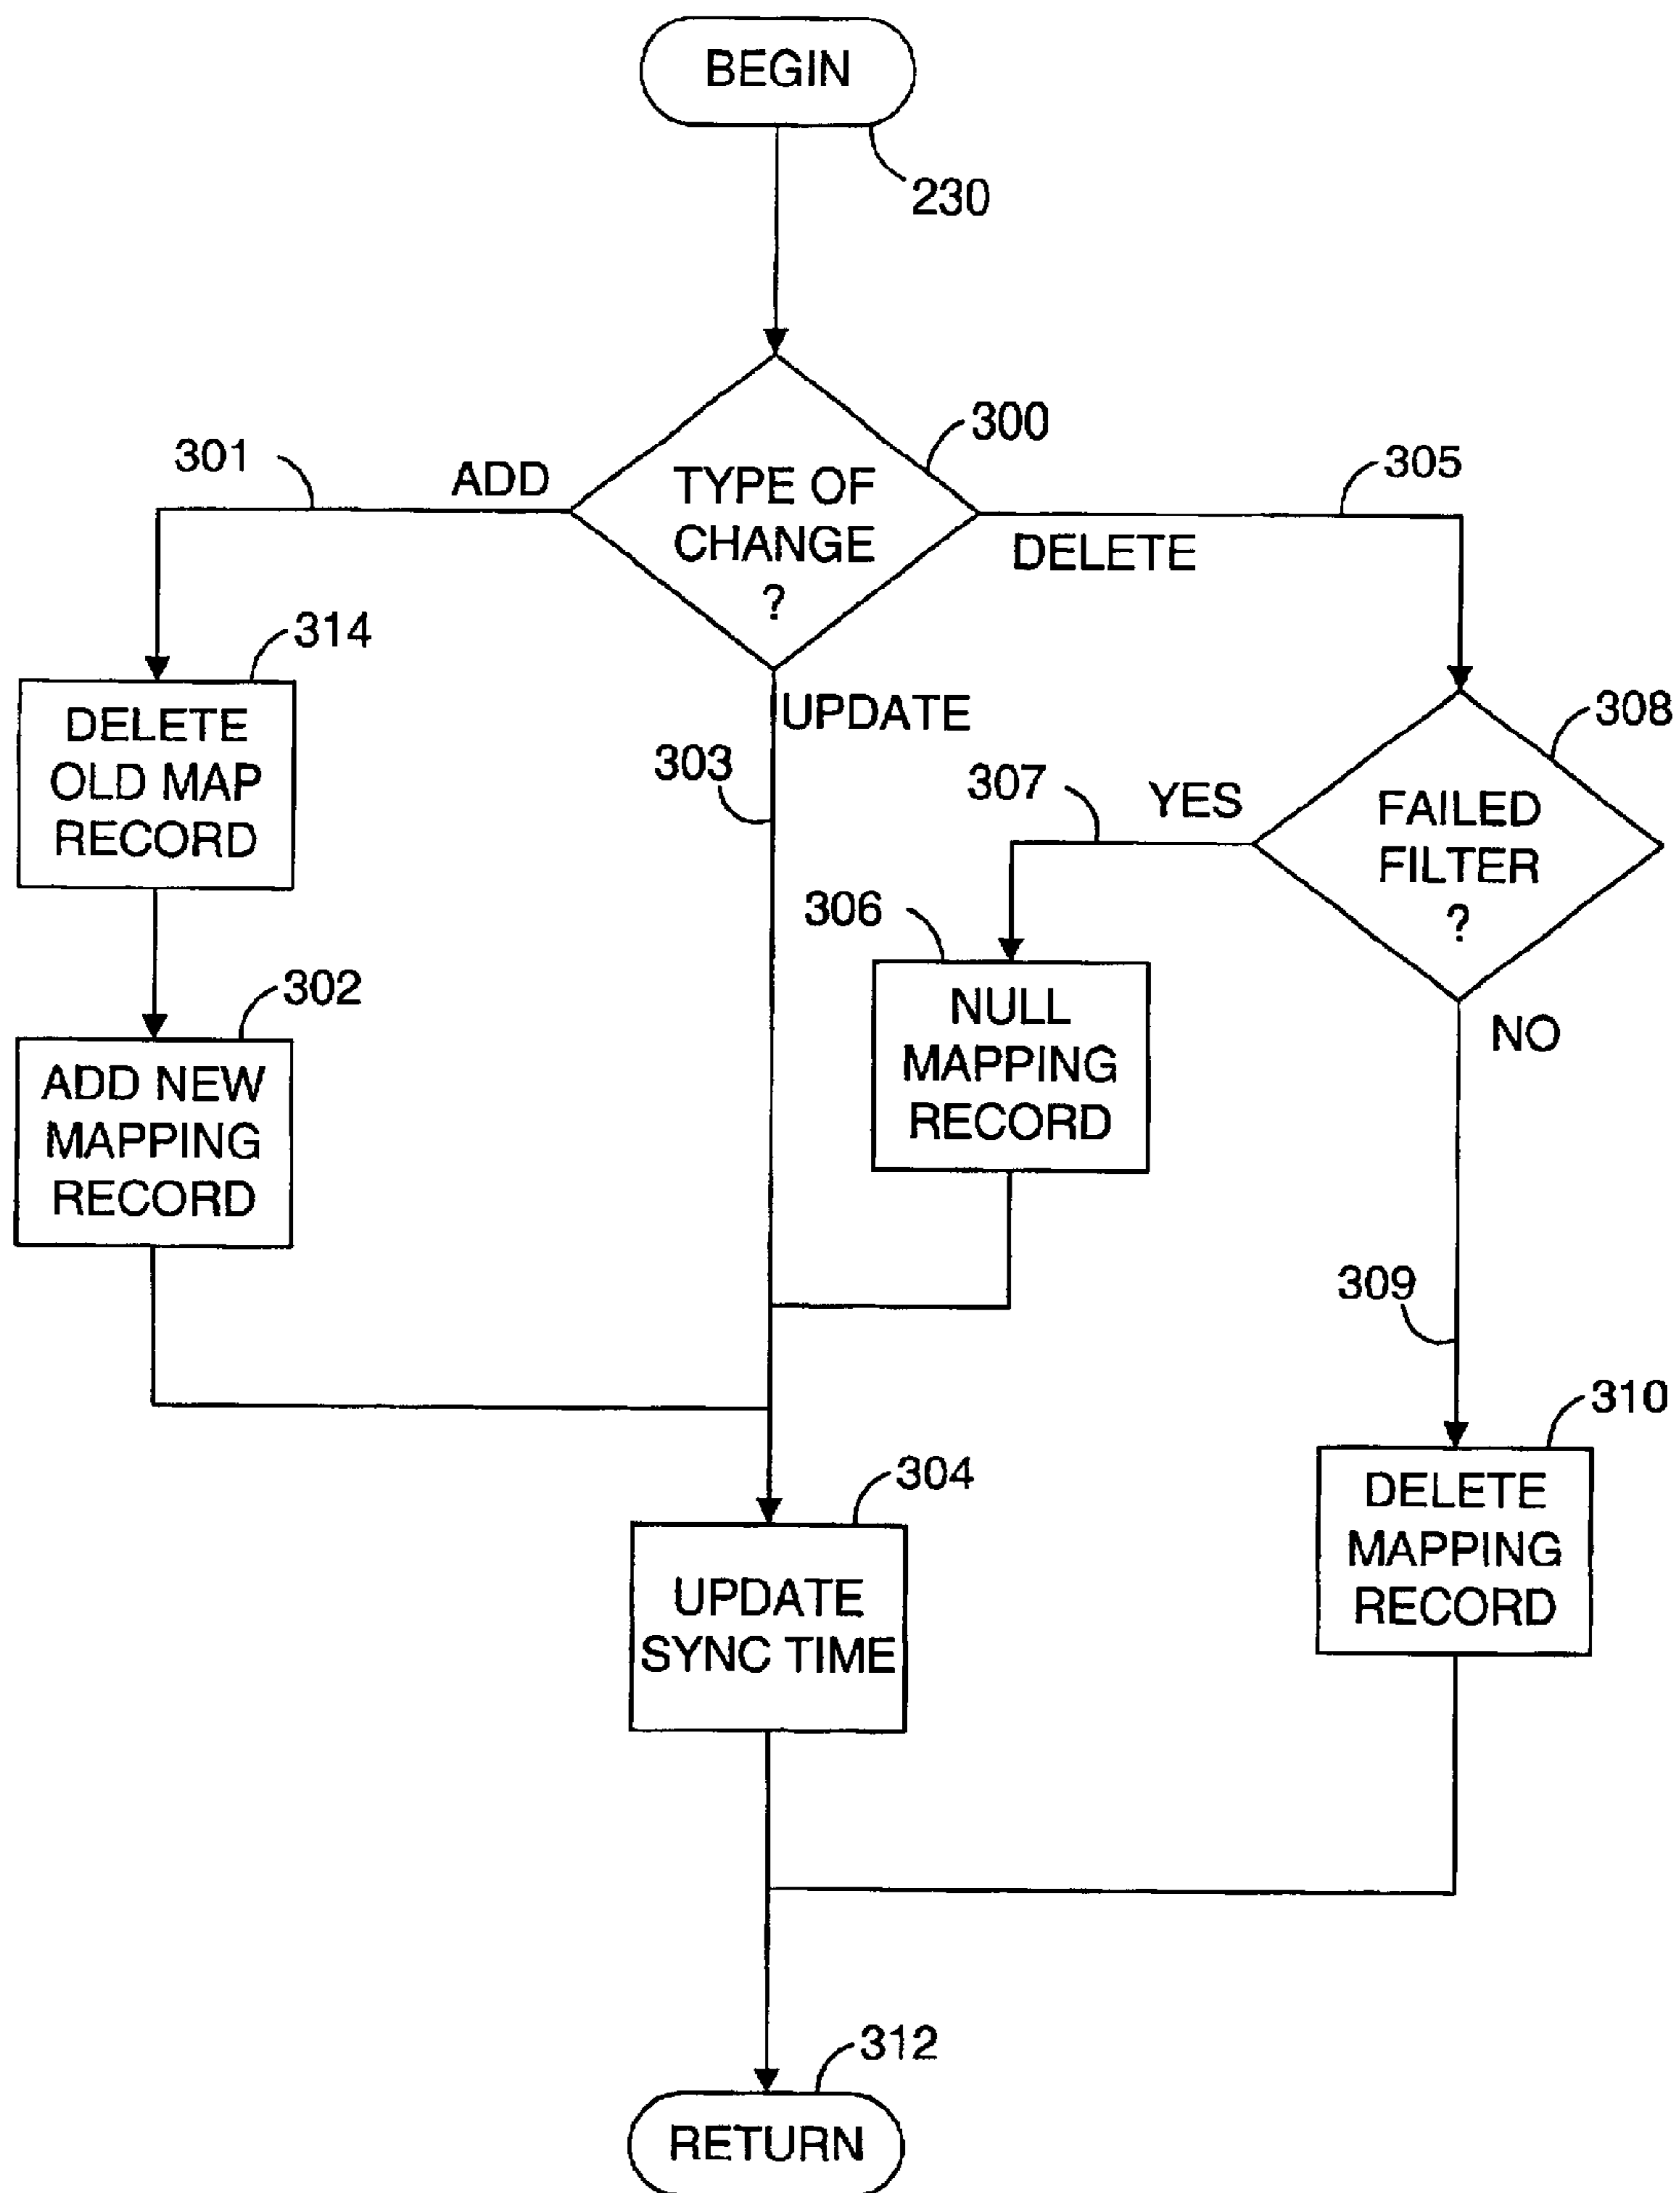 BEGIN
230
300
301
ADD
305
TYPE OF
CHANGE
?
DELETE
314
DELETE
OLD MAP
RECORD
UPDATE
303
308
307
YES
FAILED
FILTER
?
306
NULL
MAPPING
RECORD
NO
302
ADD NEW
MAPPING
RECORD
309
310
DELETE
MAPPING
RECORD
304
UPDATE
SYNC TIME
312
RETURN